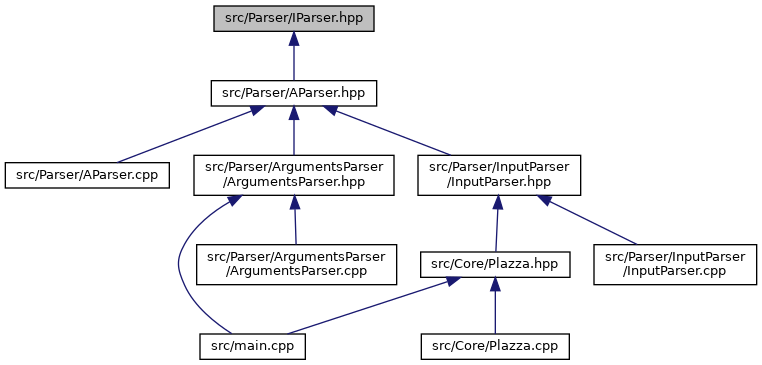 src/Parser/IParser.hpp
src/Parser/AParser.hpp
src/Parser/AParser.cpp
src/Parser/ArgumentsParser
/ArgumentsParser.hpp
src/Parser/InputParser
/InputParser.hpp
src/Parser/ArgumentsParser
/ArgumentsParser.cpp
src/Core/Plazza.hpp
src/Parser/InputParser
/InputParser.cpp
src/main.cpp
src/Core/Plazza.cpp